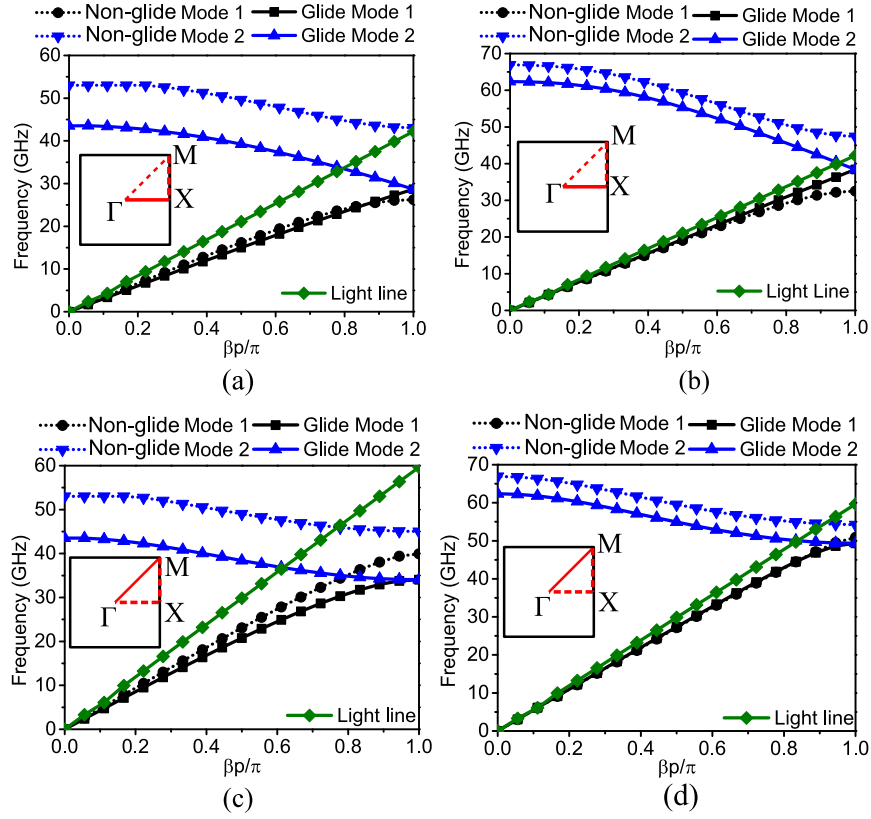 Non-glide Mode 1 Glide Mode 1
Non-glide Mode 2 Glide Mode 2
60
50
40
30
20
10
0
Frequency (GHz)
M
Γ X
Light Line
0.0 0.2 0.4 0.6 0.8 1.0
βp/π
(a)
Non-glide Mode 1 Glide Mode 1
Non-glide Mode 2 Glide Mode 2
70
60
50
40
30
20
10
0
Frequency (GHz)
M
Γ X
Light Line
0.0 0.2 0.4 0.6 0.8 1.0
βp/π
(b)
Non-glide Mode 1 Glide Mode 1
Non-glide Mode 2 Glide Mode 2
60
50
40
30
20
10
0
Frequency (GHz)
M
Γ X
Light line
0.0 0.2 0.4 0.6 0.8 1.0
βp/π
(c)
Non-glide Mode 1 Glide Mode 1
Non-glide Mode 2 Glide Mode 2
70
60
50
40
30
20
10
0
Frequency (GHz)
M
Γ X
Light line
0.0 0.2 0.4 0.6 0.8 1.0
βp/π
(d)